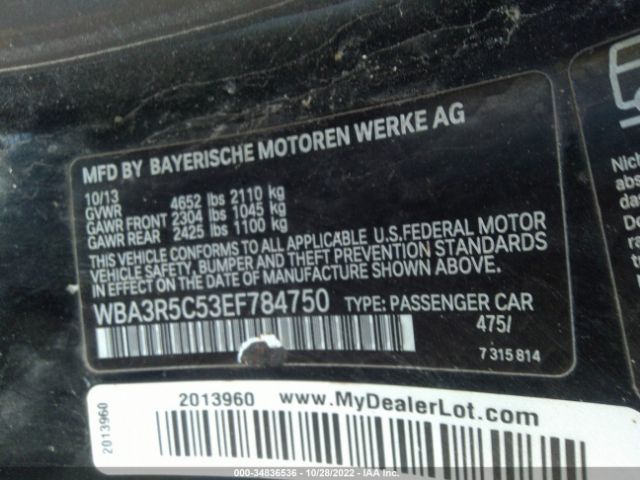 MFD BY BAYERISCHE MOTOREN WERKE AG
10/13
GVWR 4652 lbs 2110 kg
GAWR FRONT 2304 lbs 1045 kg
GAWR REAR 2425 lbs 1100 kg
THIS VEHICLE CONFORMS TO ALL APPLICABLE U.S.FEDERAL MOTOR
VEHICLE SAFETY, BUMPER, AND THEFT PREVENTION STANDARDS
IN EFFECT ON THE DATE OF MANUFACTURE SHOWN ABOVE.
WBA3R5C53EF784750 TYPE: PASSENGER CAR
475/
7 315 814
Nich
abs
das
2013960 www.MyDealerLot.com
2013960
000-34836536 - 10/28/2022 - IAA Inc.